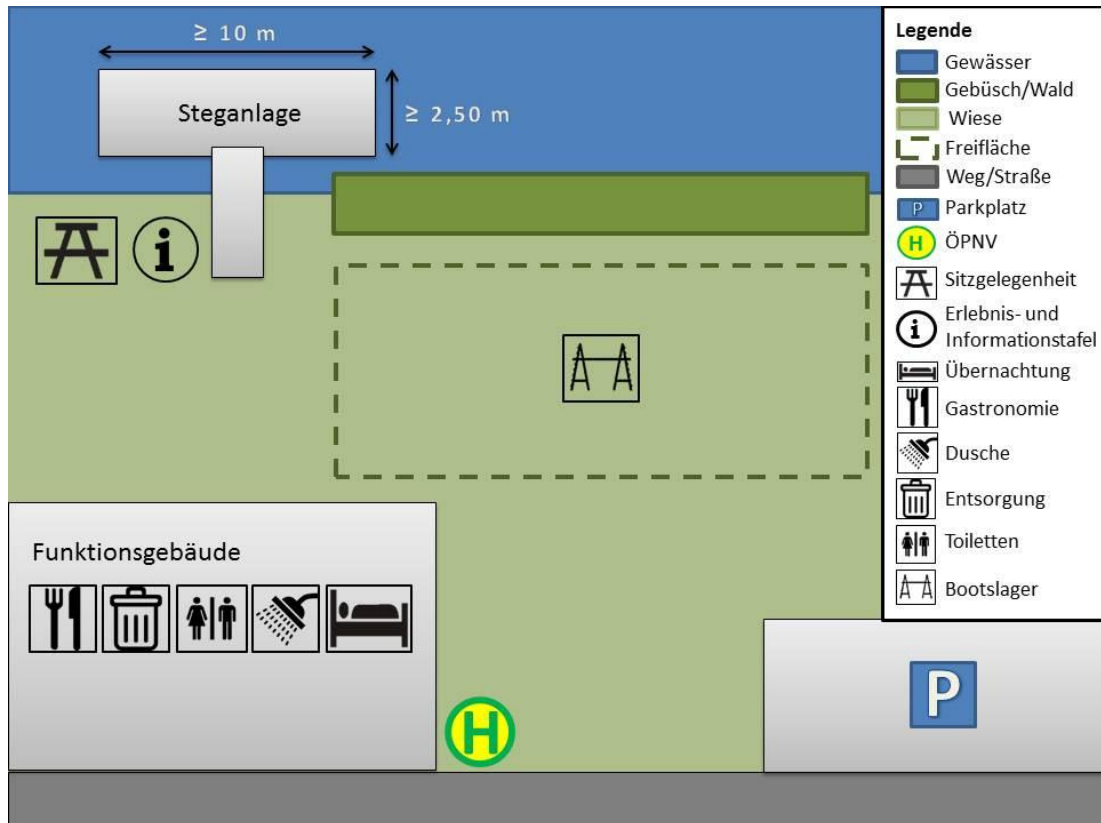 ≥ 10 m
Steganlage
≥ 2,50 m
i
Funktionsgebäude
H
P
Legende
Gewässer
Gebüsch/Wald
Wiese
Freifläche
Weg/Straße
P Parkplatz
H ÖPNV
Sitzgelegenheit
i Erlebnis- und
Informationstafel
Übernachtung
Gastronomie
Dusche
Entsorgung
Toiletten
Bootslager